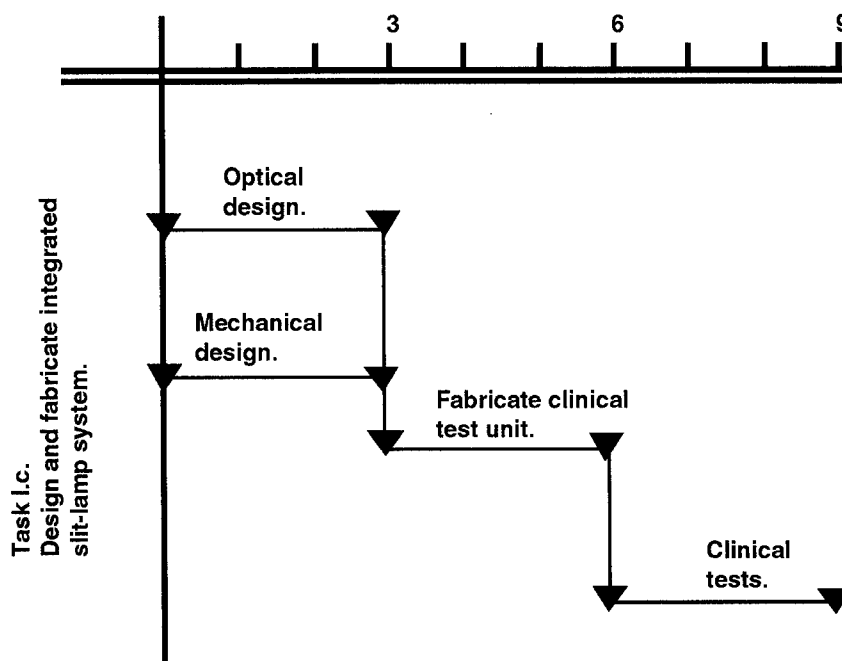 3 6 9
Optical
design.
Mechanical
design.
Fabricate clinical
test unit.
Clinical
tests.
Task I.c.
Design and fabricate integrated
slit-lamp system.